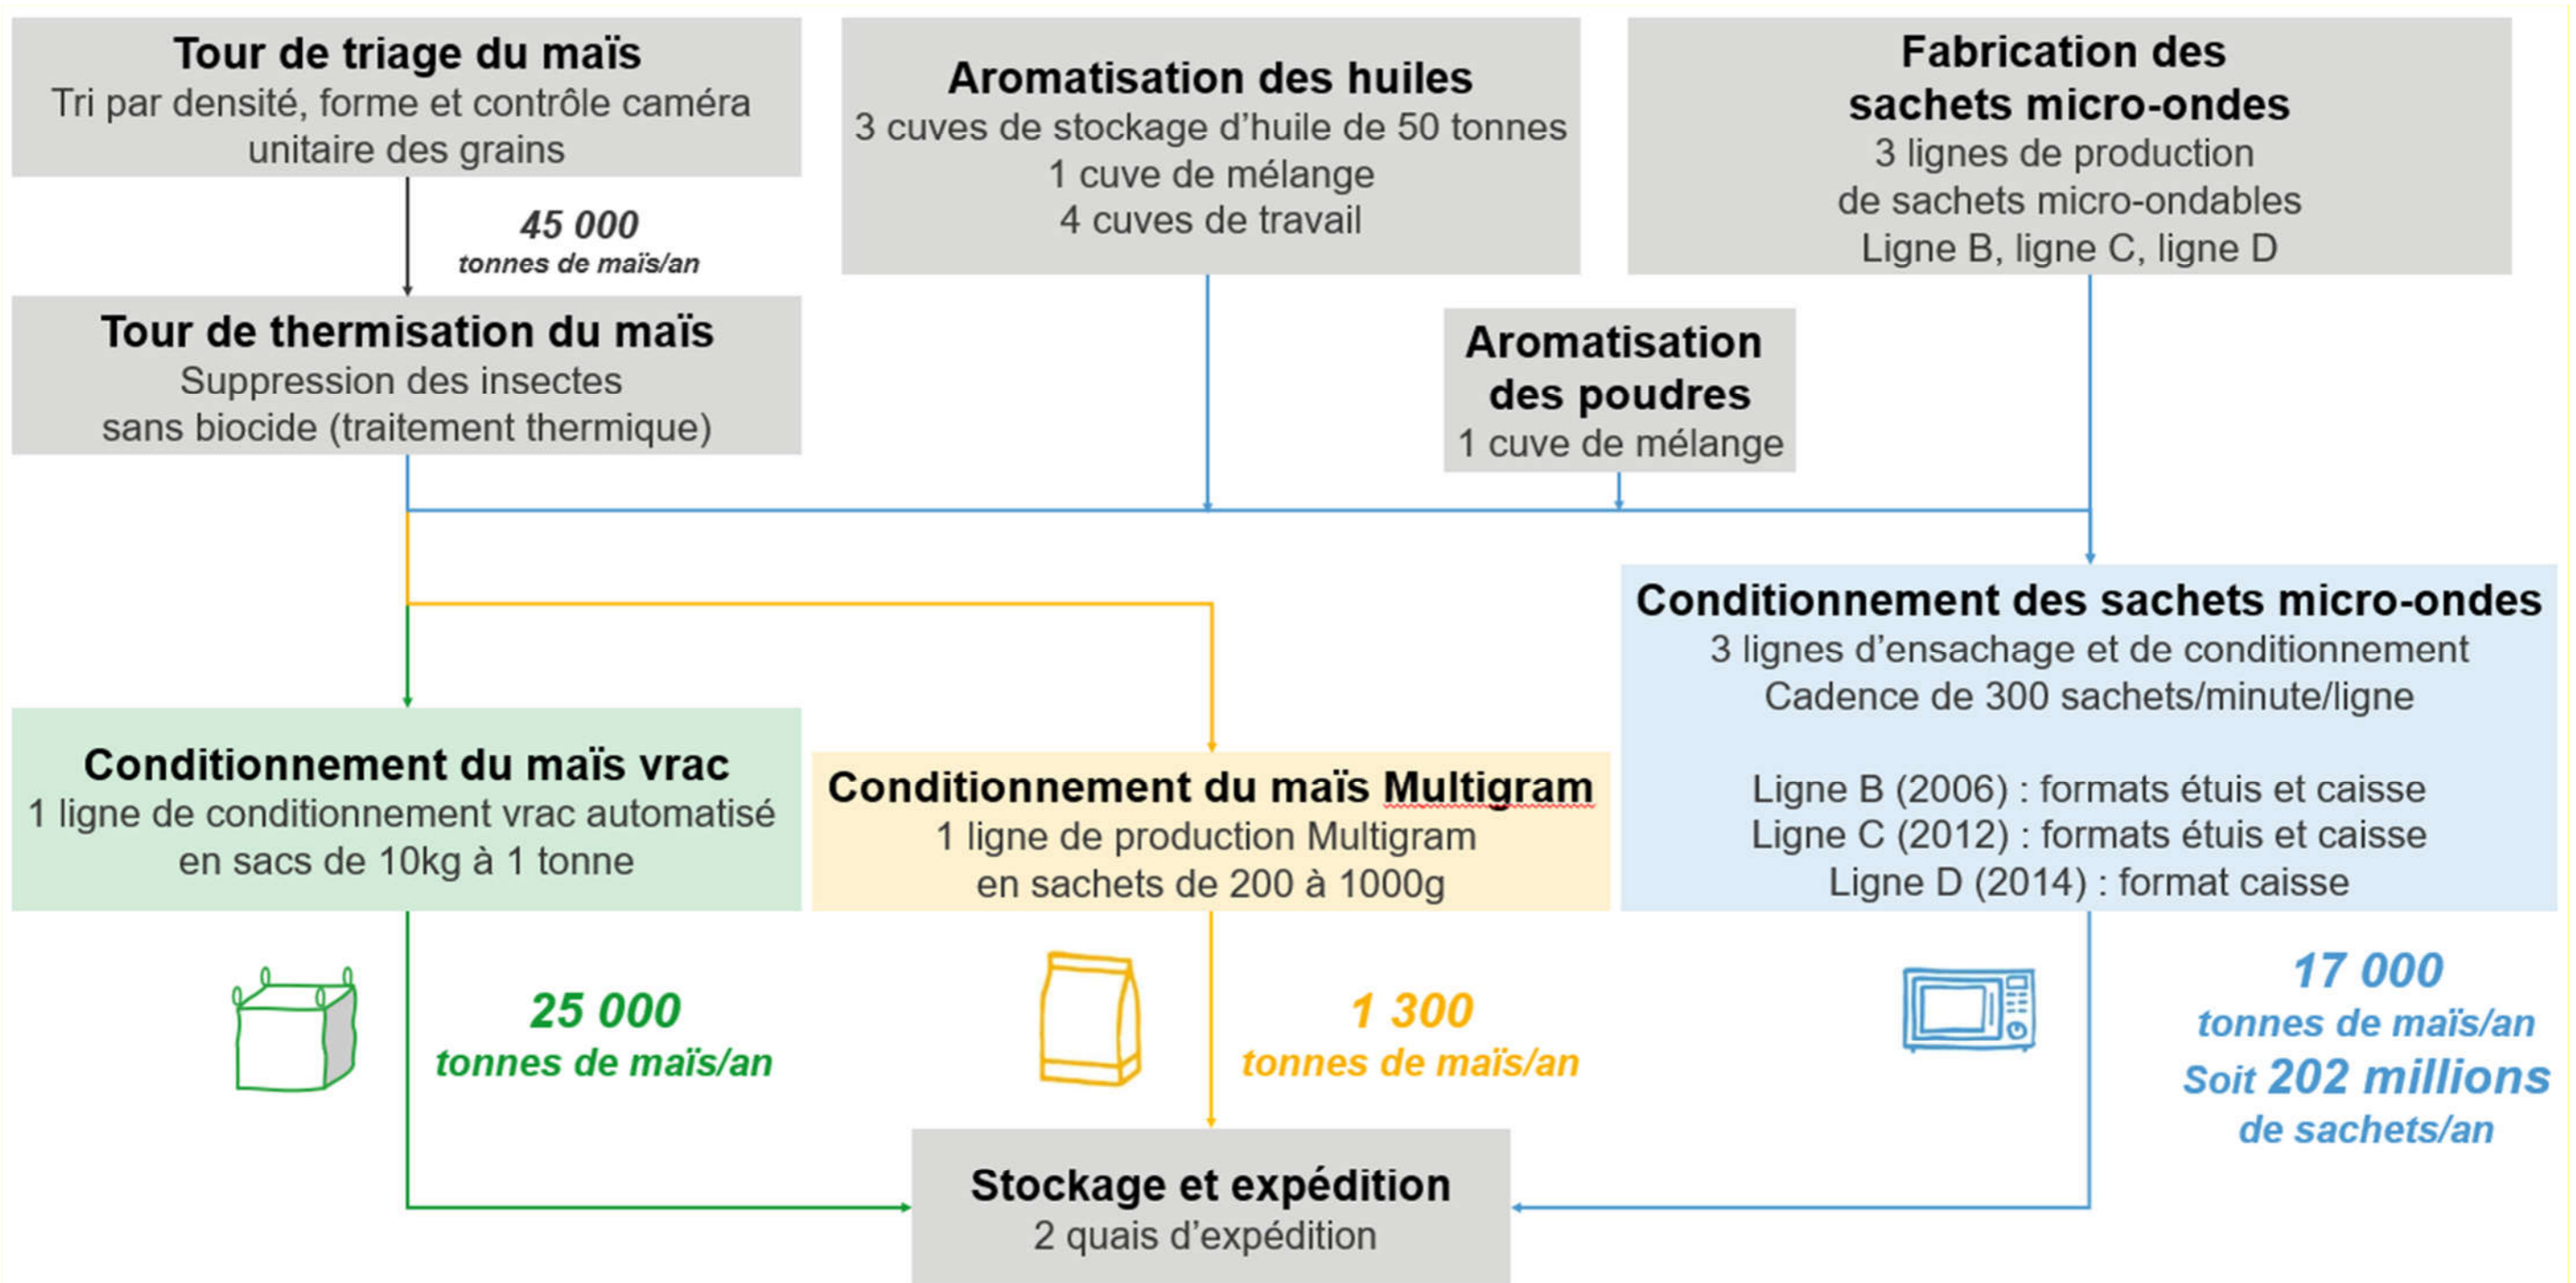 Tour de triage du maïs
Tri par densité, forme et contrôle caméra
unitaire des grains
45 000
tonnes de maïs/an
Tour de thermisation du maïs
Suppression des insectes
sans biocide (traitement thermique)
Aromatisation des huiles
3 cuves de stockage d’huile de 50 tonnes
1 cuve de mélange
4 cuves de travail
Fabrication des
sachets micro-ondes
3 lignes de production
de sachets micro-ondables
Ligne B, ligne C, ligne D
Aromatisation
des poudres
1 cuve de mélange
Conditionnement du maïs vrac
1 ligne de conditionnement vrac automatisé
en sacs de 10kg à 1 tonne
Conditionnement du maïs Multigram
1 ligne de production Multigram
en sachets de 200 à 1000g
Conditionnement des sachets micro-ondes
3 lignes d’ensachage et de conditionnement
Cadence de 300 sachets/minute/ligne
Ligne B (2006) : formats étuis et caisse
Ligne C (2012) : formats étuis et caisse
Ligne D (2014) : format caisse
25 000
tonnes de maïs/an
1 300
tonnes de maïs/an
17 000
tonnes de maïs/an
Soit 202 millions
de sachets/an
Stockage et expédition
2 quais d’expédition